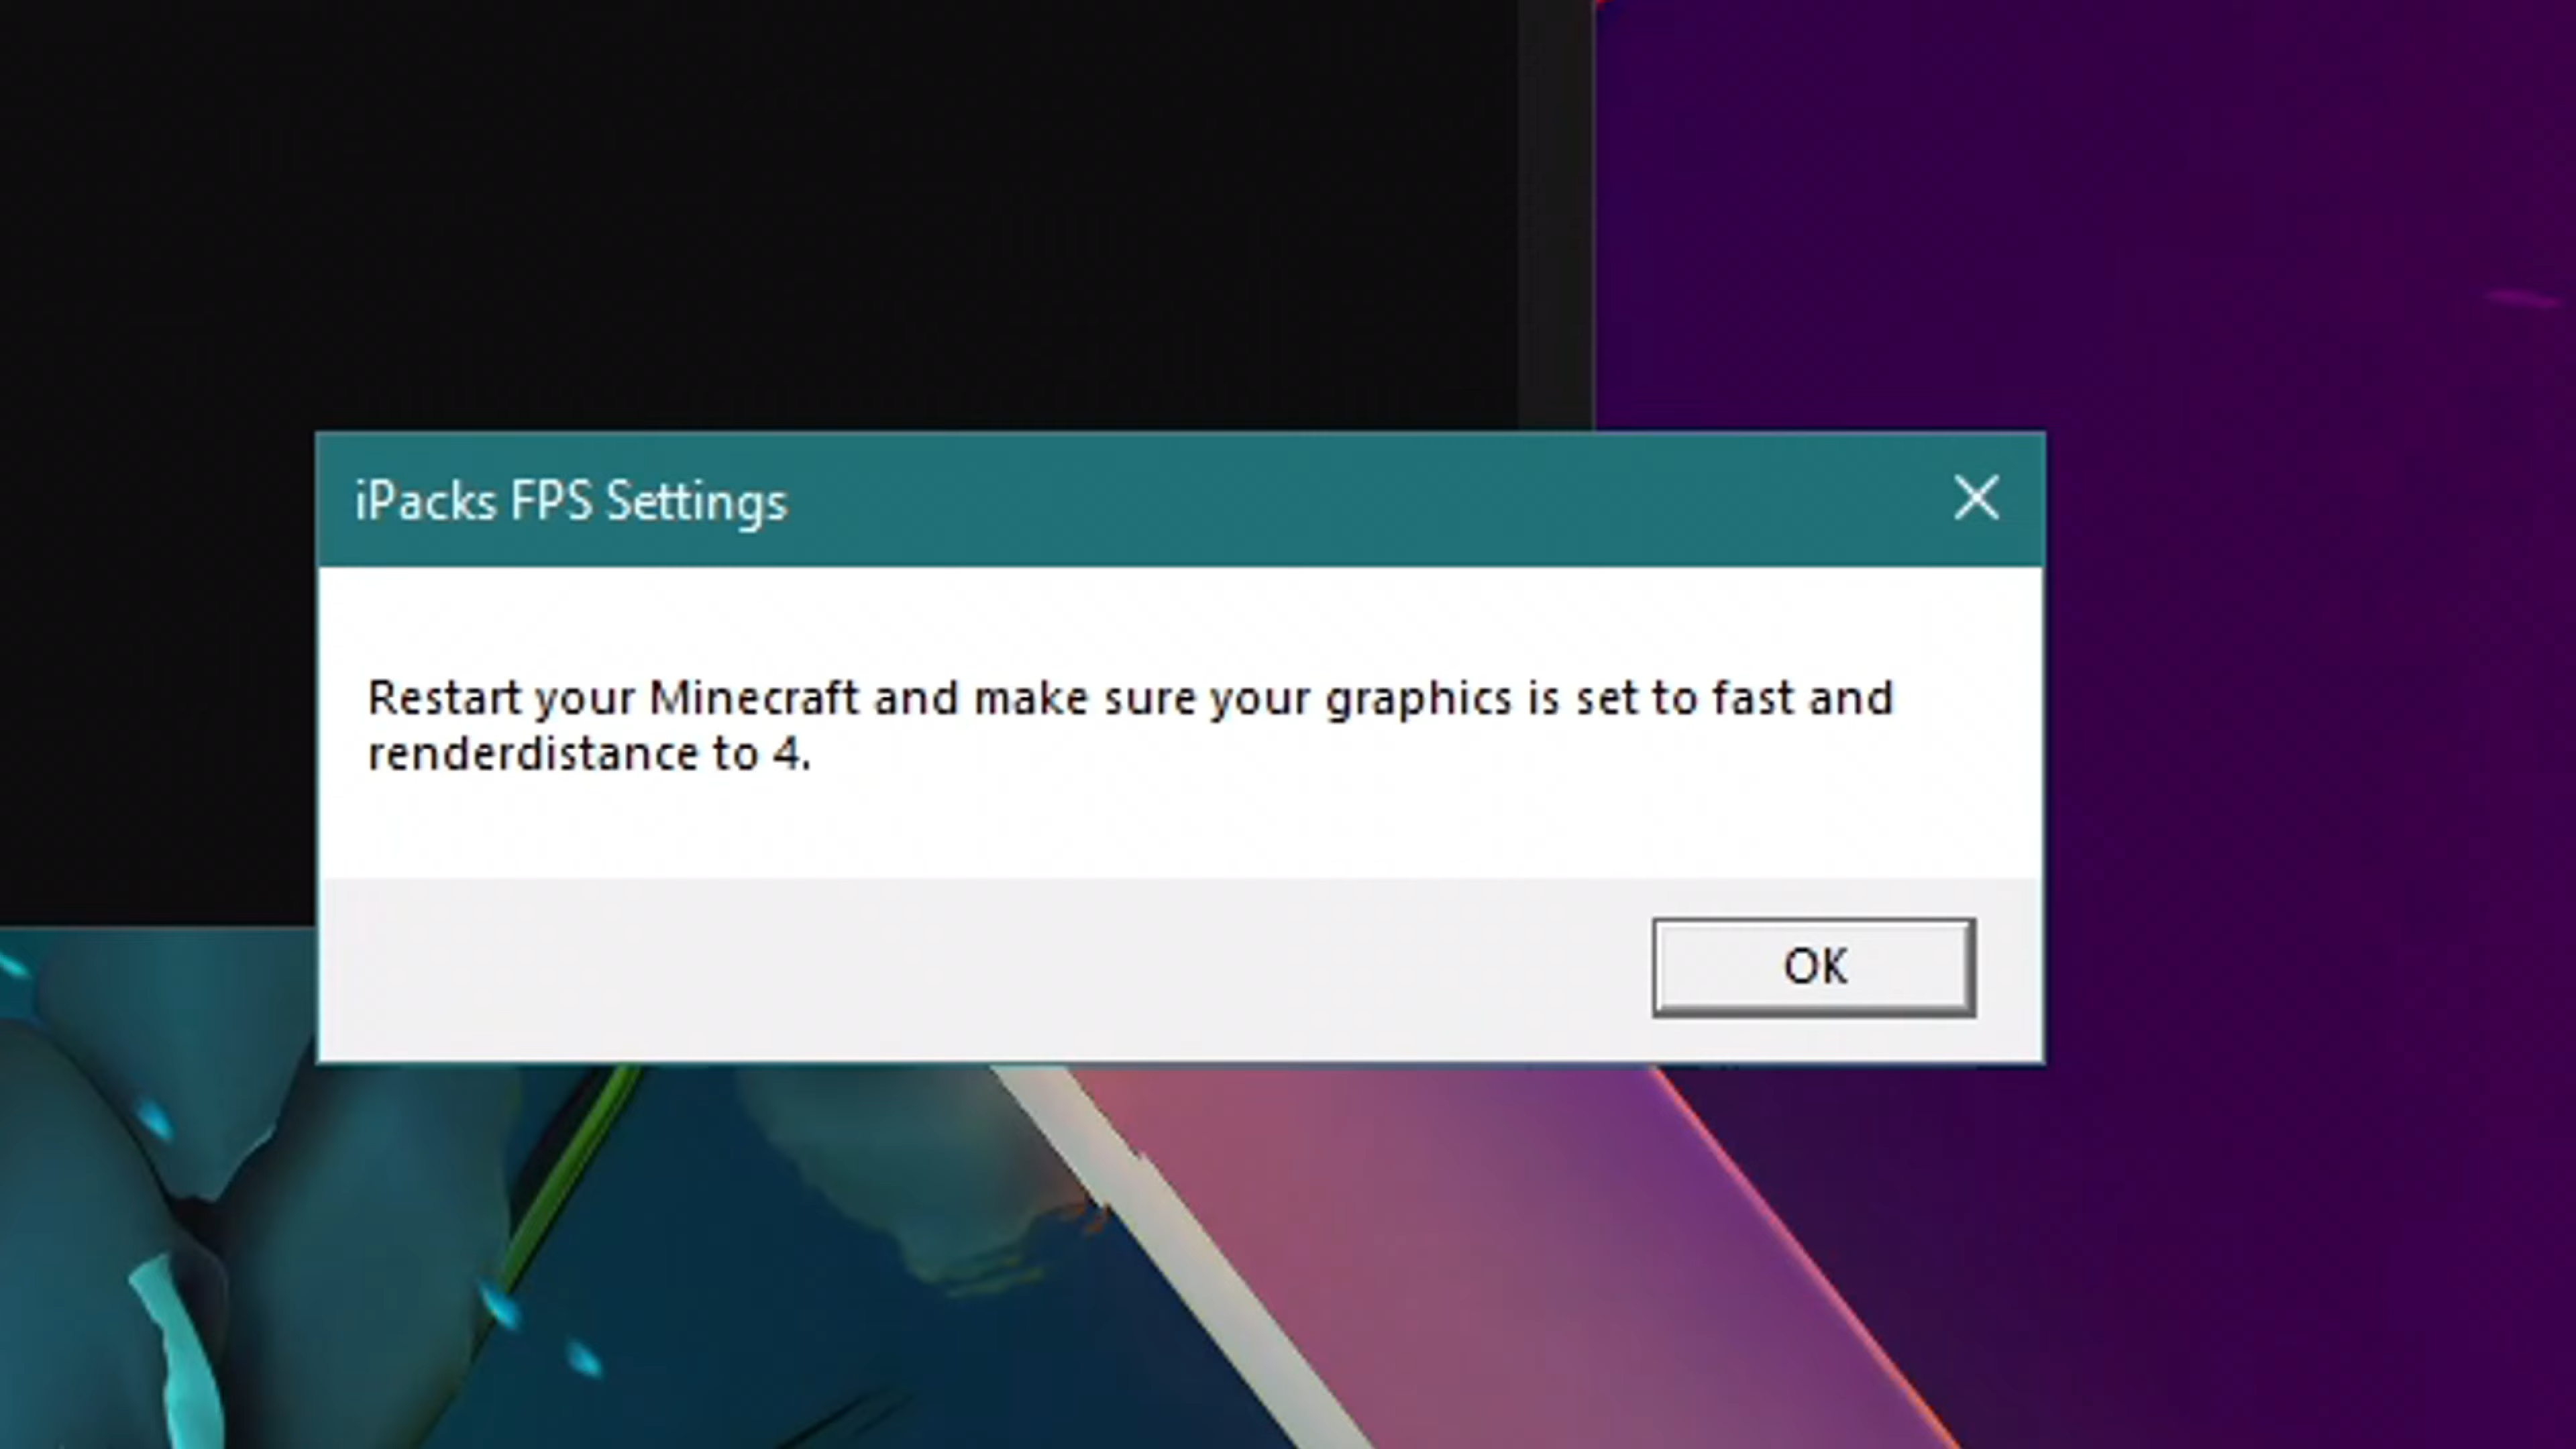 iPacks FPS Settings
Restart your Minecraft and make sure your graphics is set to fast and
renderdistance to 4.
OK